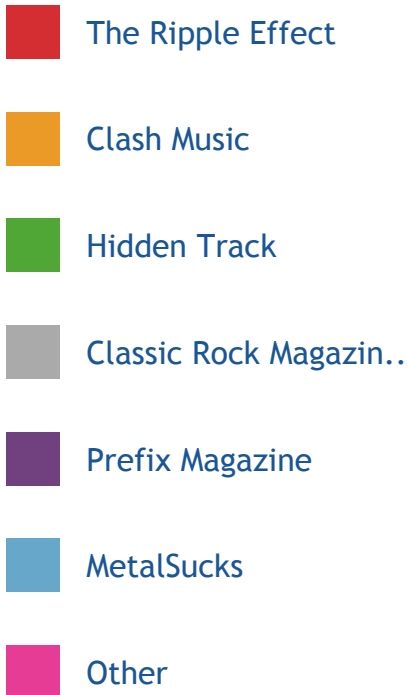 The Ripple Effect
Clash Music
Hidden Track
Classic Rock Magazin..
Prefix Magazine
MetalSucks
Other